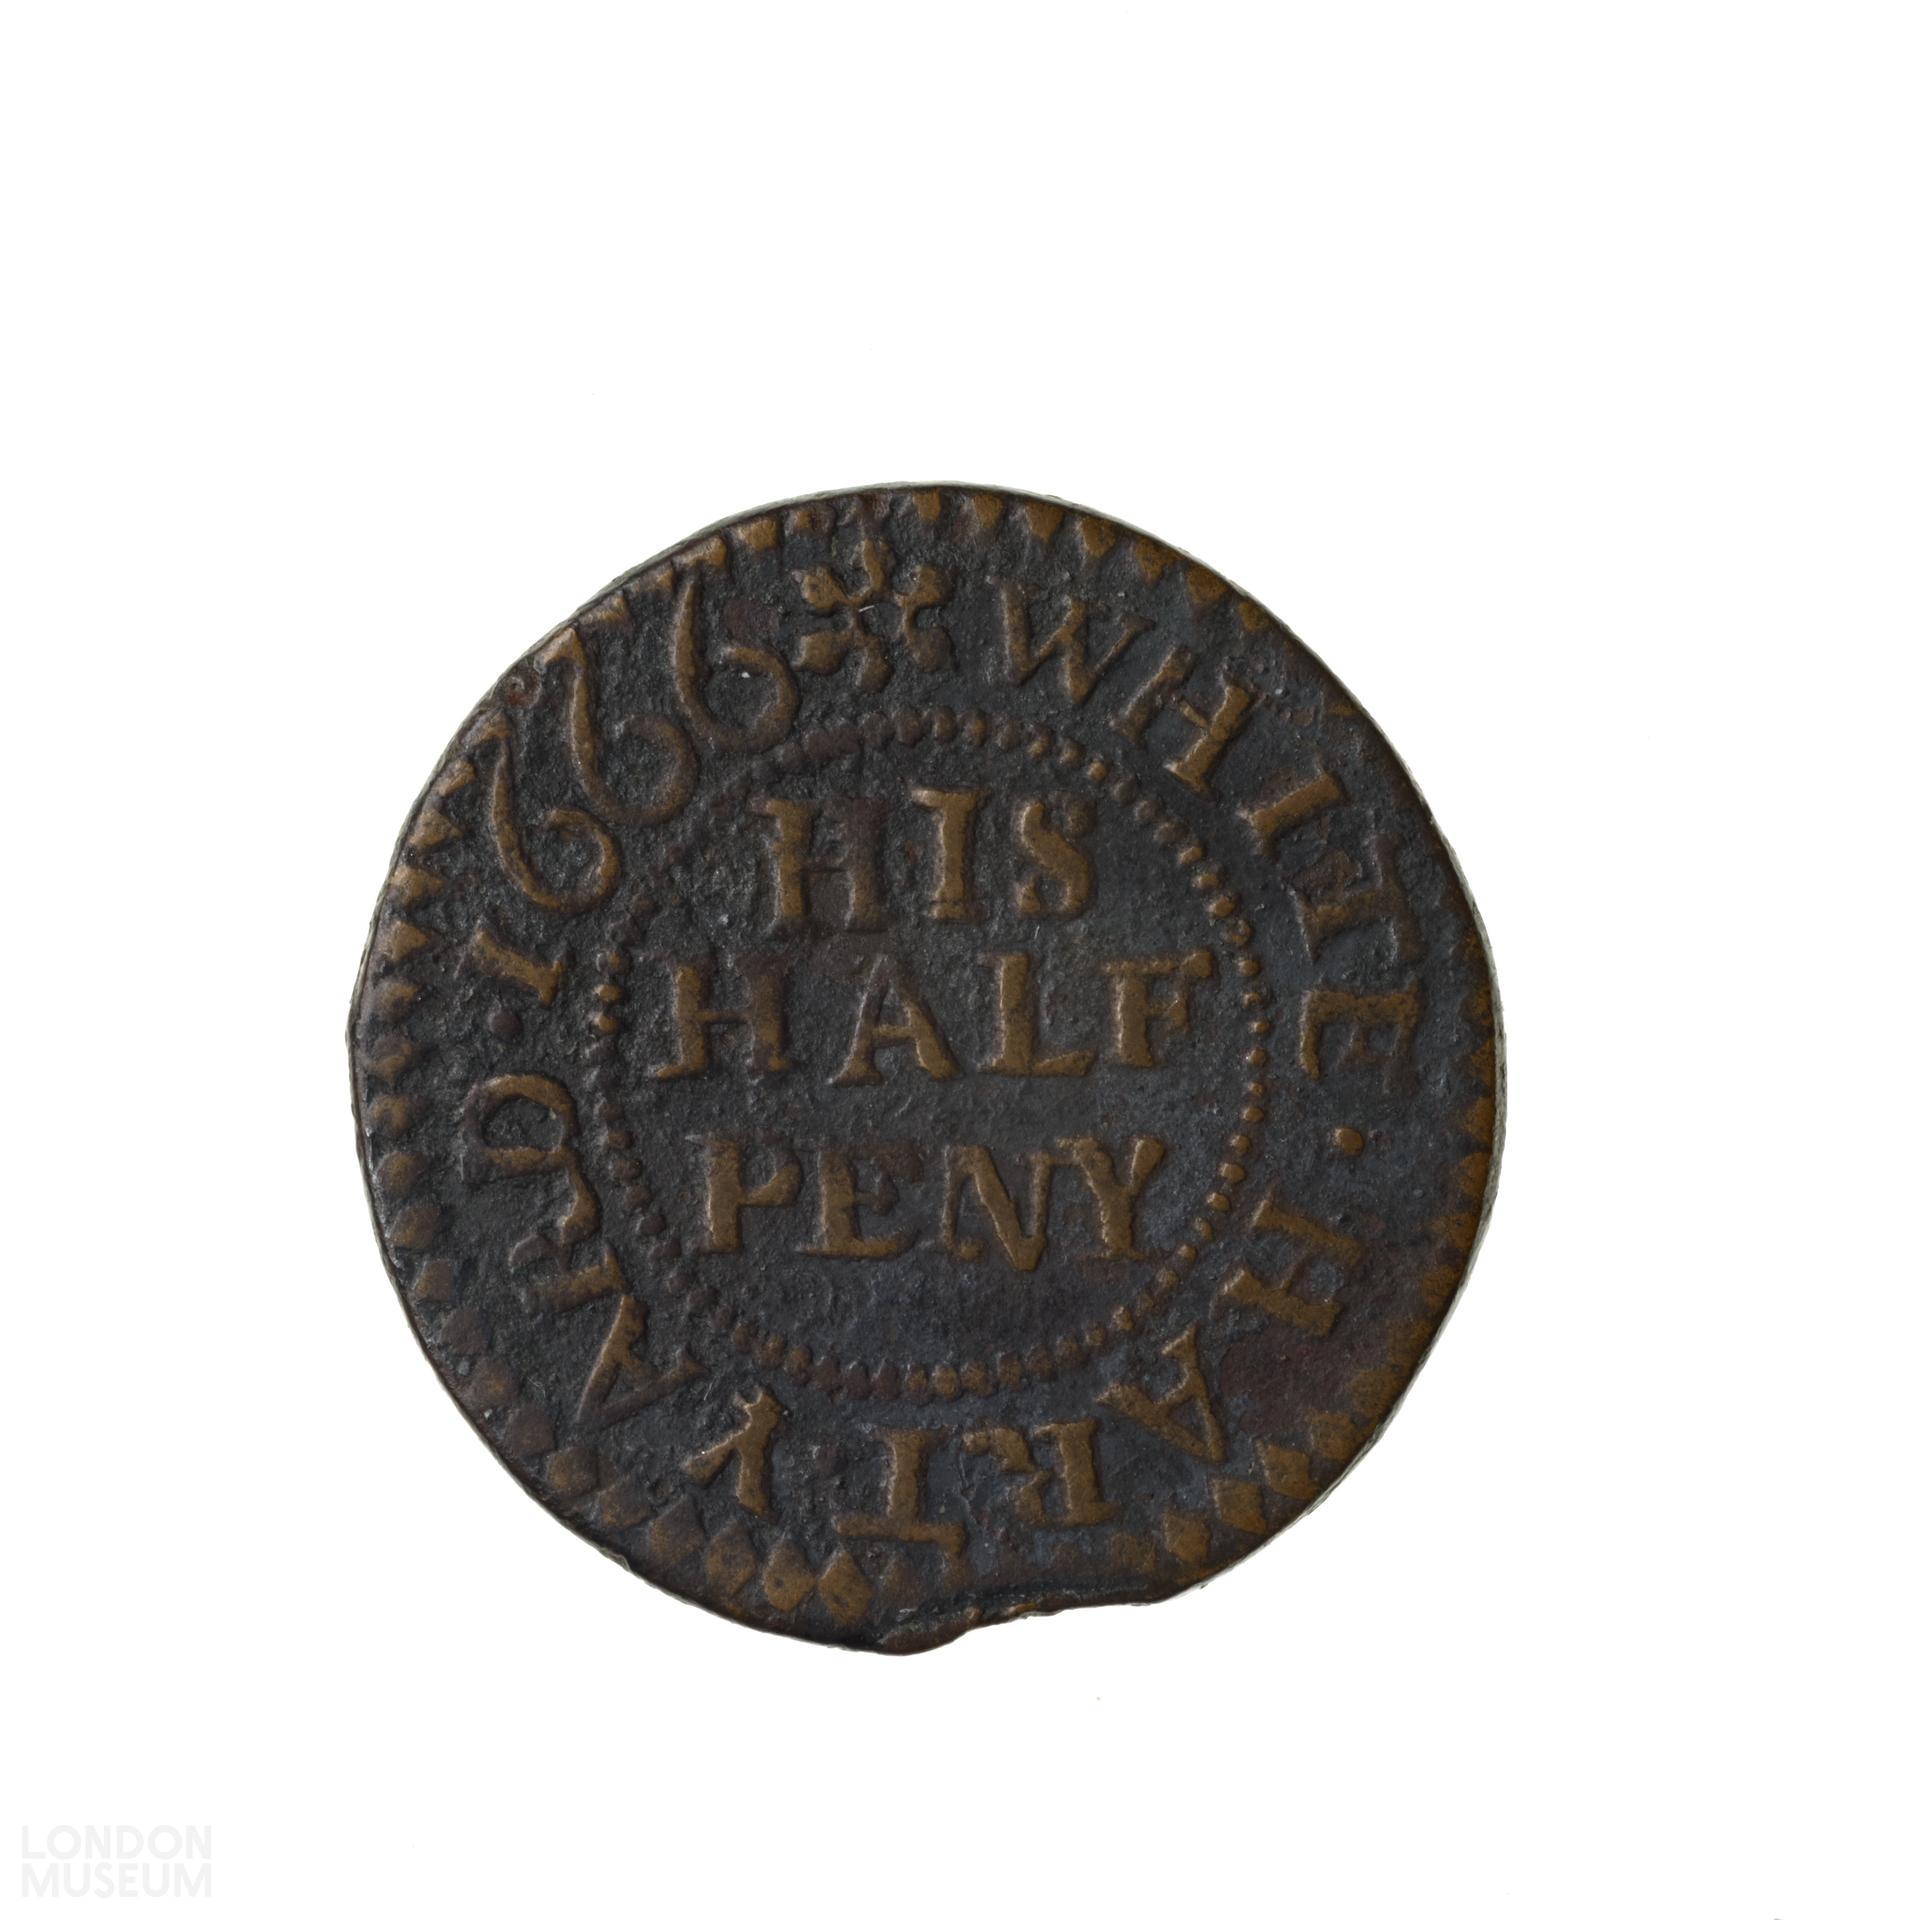 WHITE · HART YARD · 1666
HIS
HALF
PENY
LONDON
MUSEUM